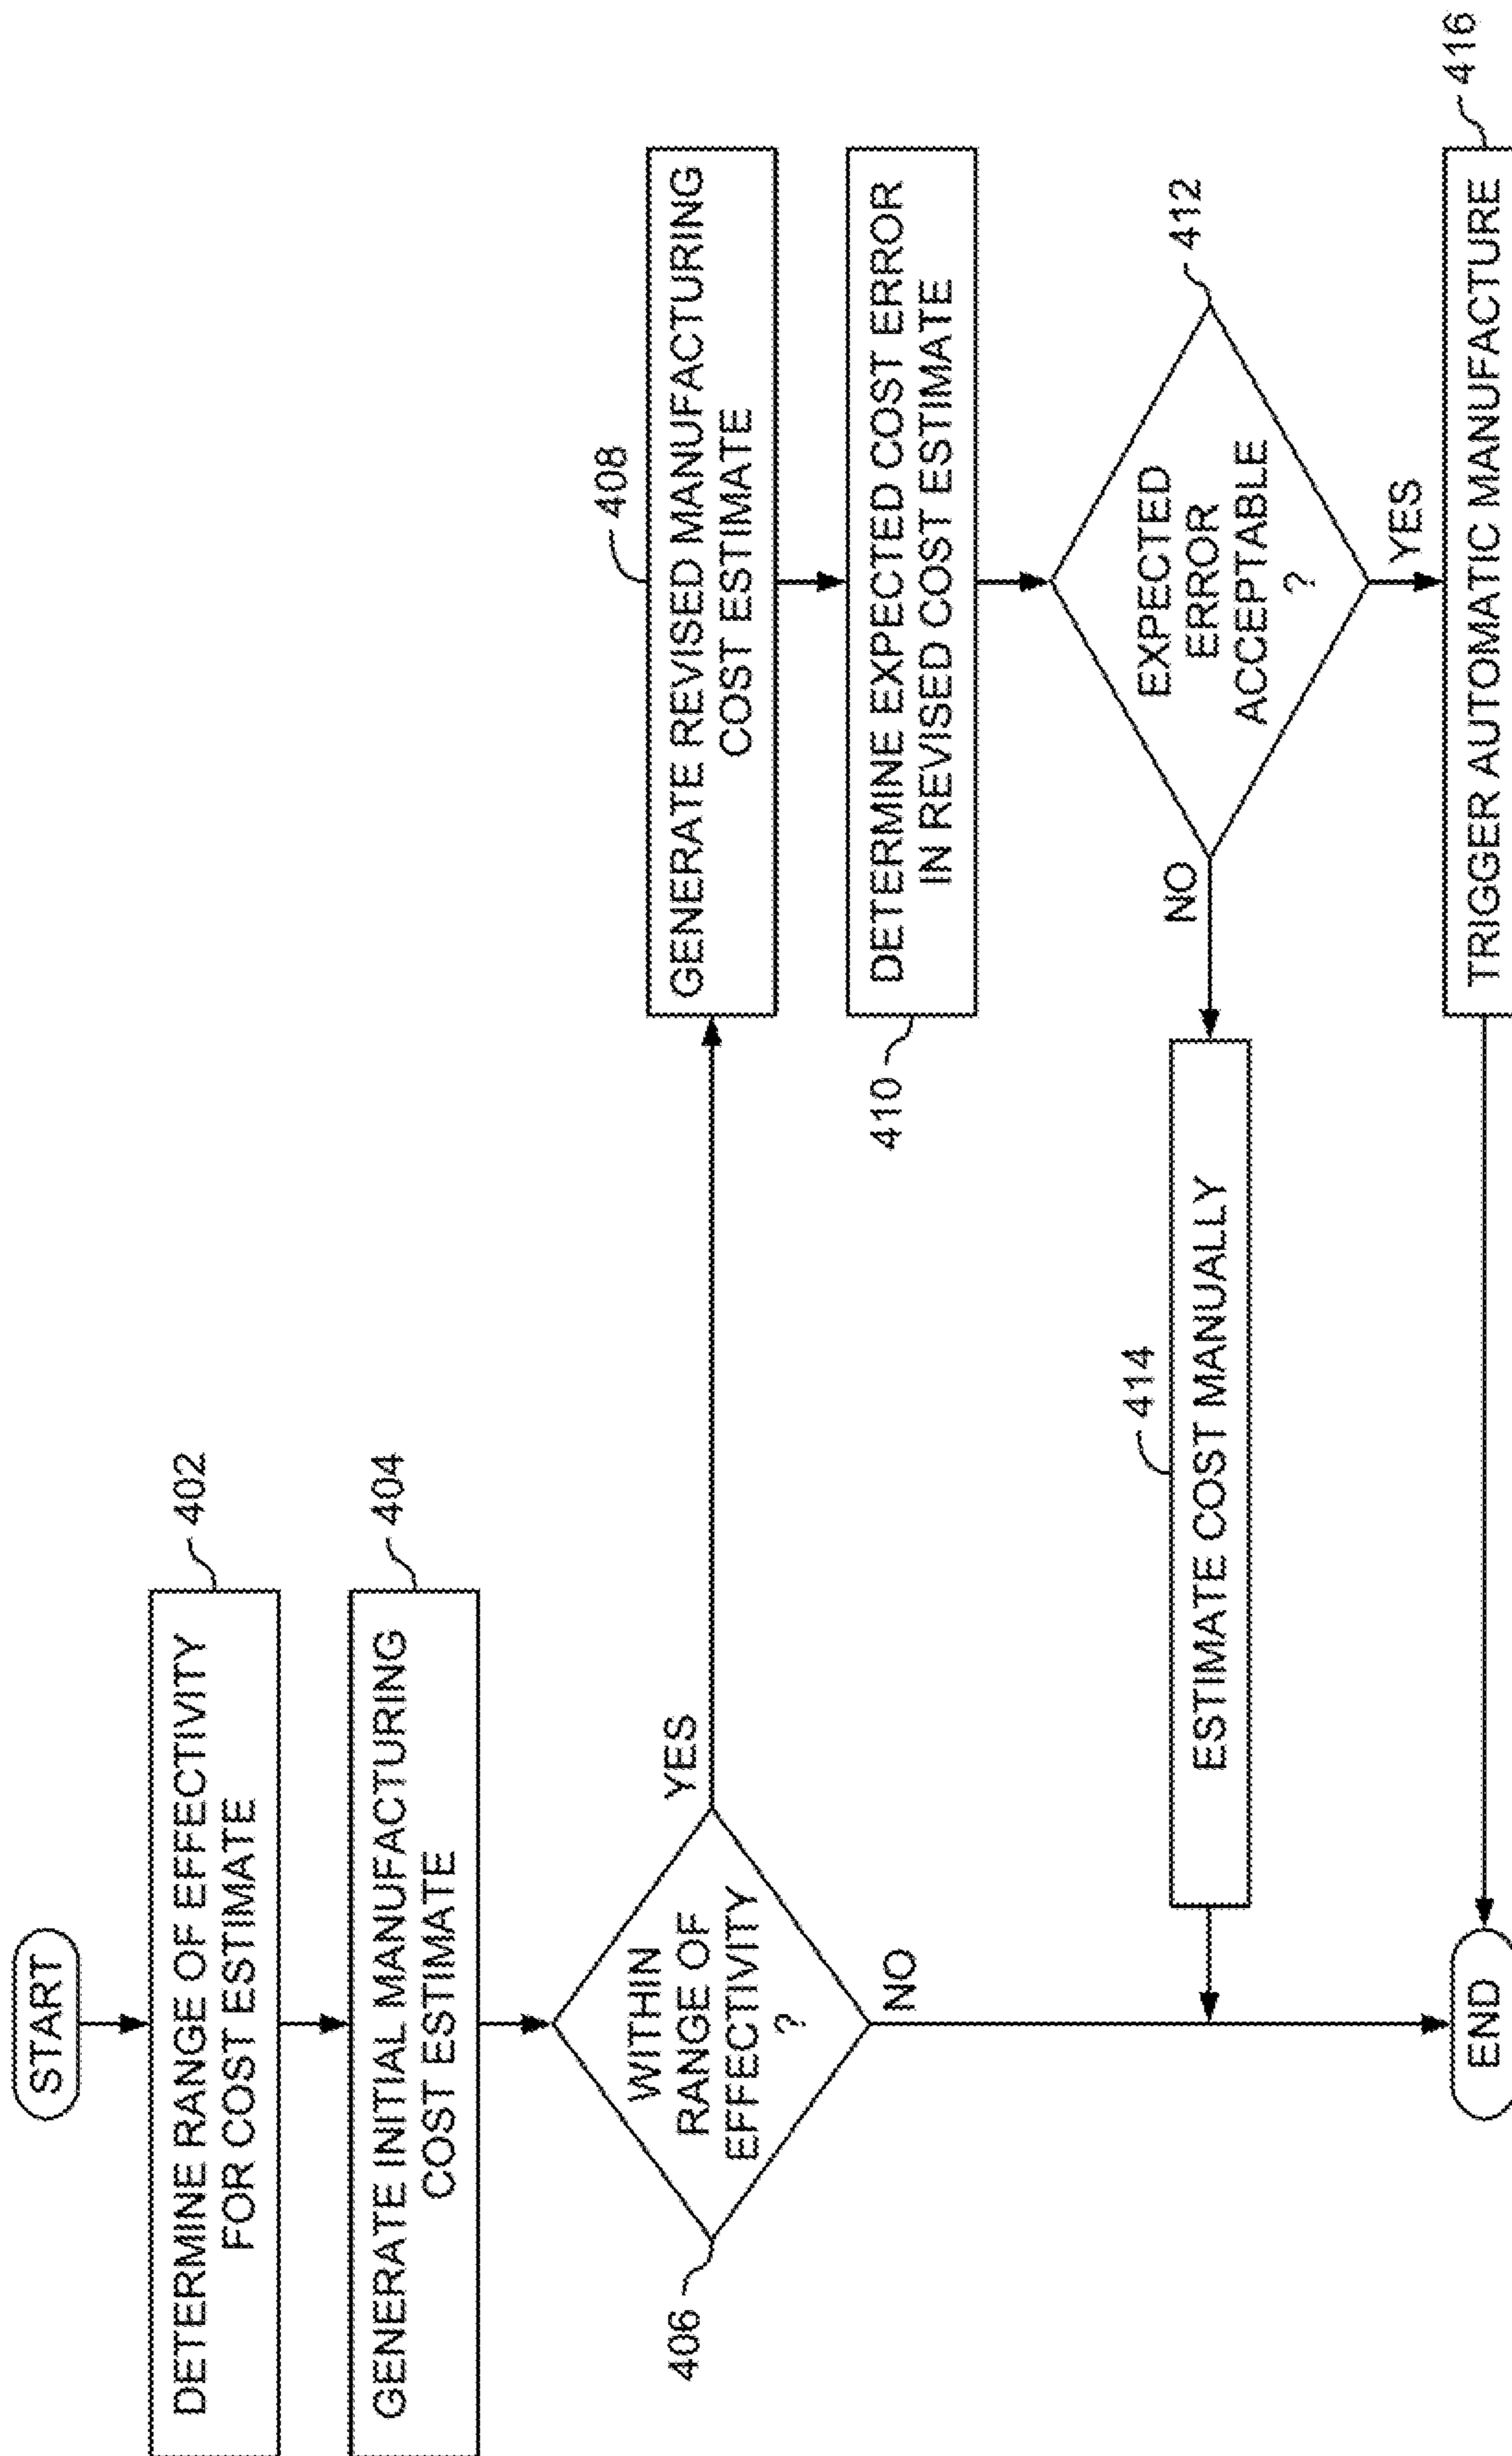 START
DETERMINE RANGE OF EFFECTIVITY
FOR COST ESTIMATE
402
GENERATE INITIAL MANUFACTURING
COST ESTIMATE
404
WITHIN
RANGE OF
EFFECTIVITY
?
406
YES
NO
408
GENERATE REVISED MANUFACTURING
COST ESTIMATE
DETERMINE EXPECTED COST ERROR
IN REVISED COST ESTIMATE
410
EXPECTED
ERROR
ACCEPTABLE
?
412
NO
YES
414
ESTIMATE COST MANUALLY
TRIGGER AUTOMATIC MANUFACTURE
416
END